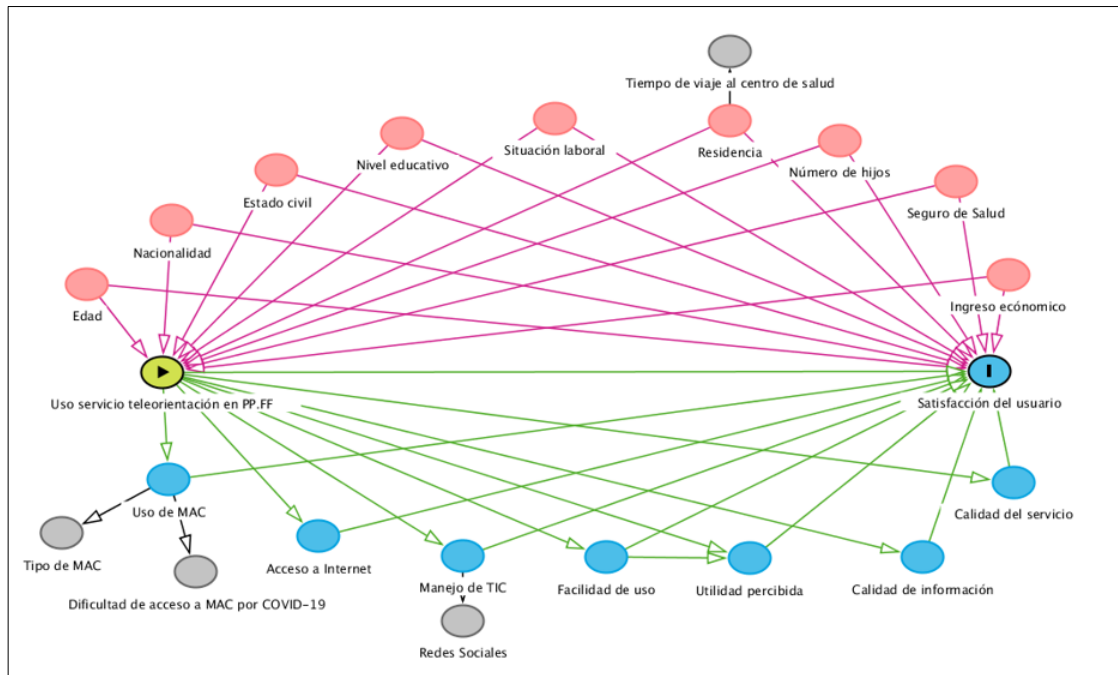 Tiempo de viaje al centro de salud
Situación laboral
Residencia
Nivel educativo
Número de hijos
Estado civil
Seguro de Salud
Nacionalidad
Edad
Ingreso ecónomico
Uso servicio teleorientación en PP.FF
Satisfacción del usuario
Uso de MAC
Calidad del servicio
Tipo de MAC
Acceso a Internet
Manejo de TIC
Facilidad de uso
Utilidad percibida
Calidad de información
Dificultad de acceso a MAC por COVID-19
Redes Sociales